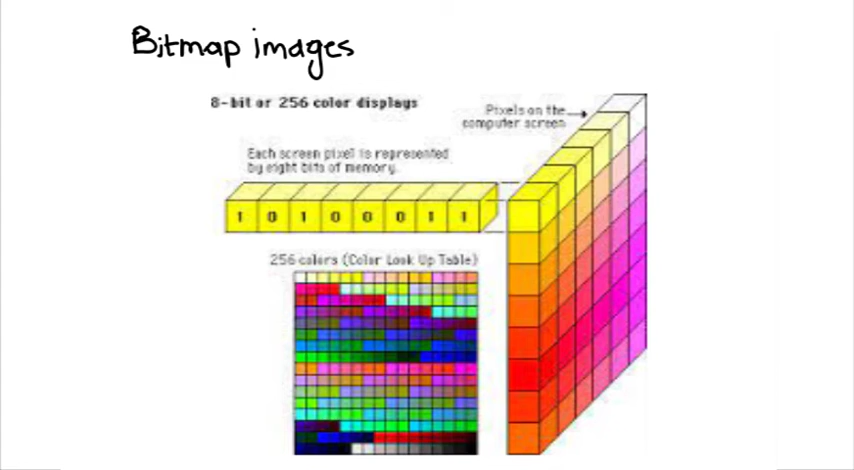 Bitmap images
8-bit or 256 color displays
Pixels on the
computer screen
Each screen pixel is represented
by eight bits of memory.
1 0 1 0 0 0 1 1
256 colors (Color Look Up Table)